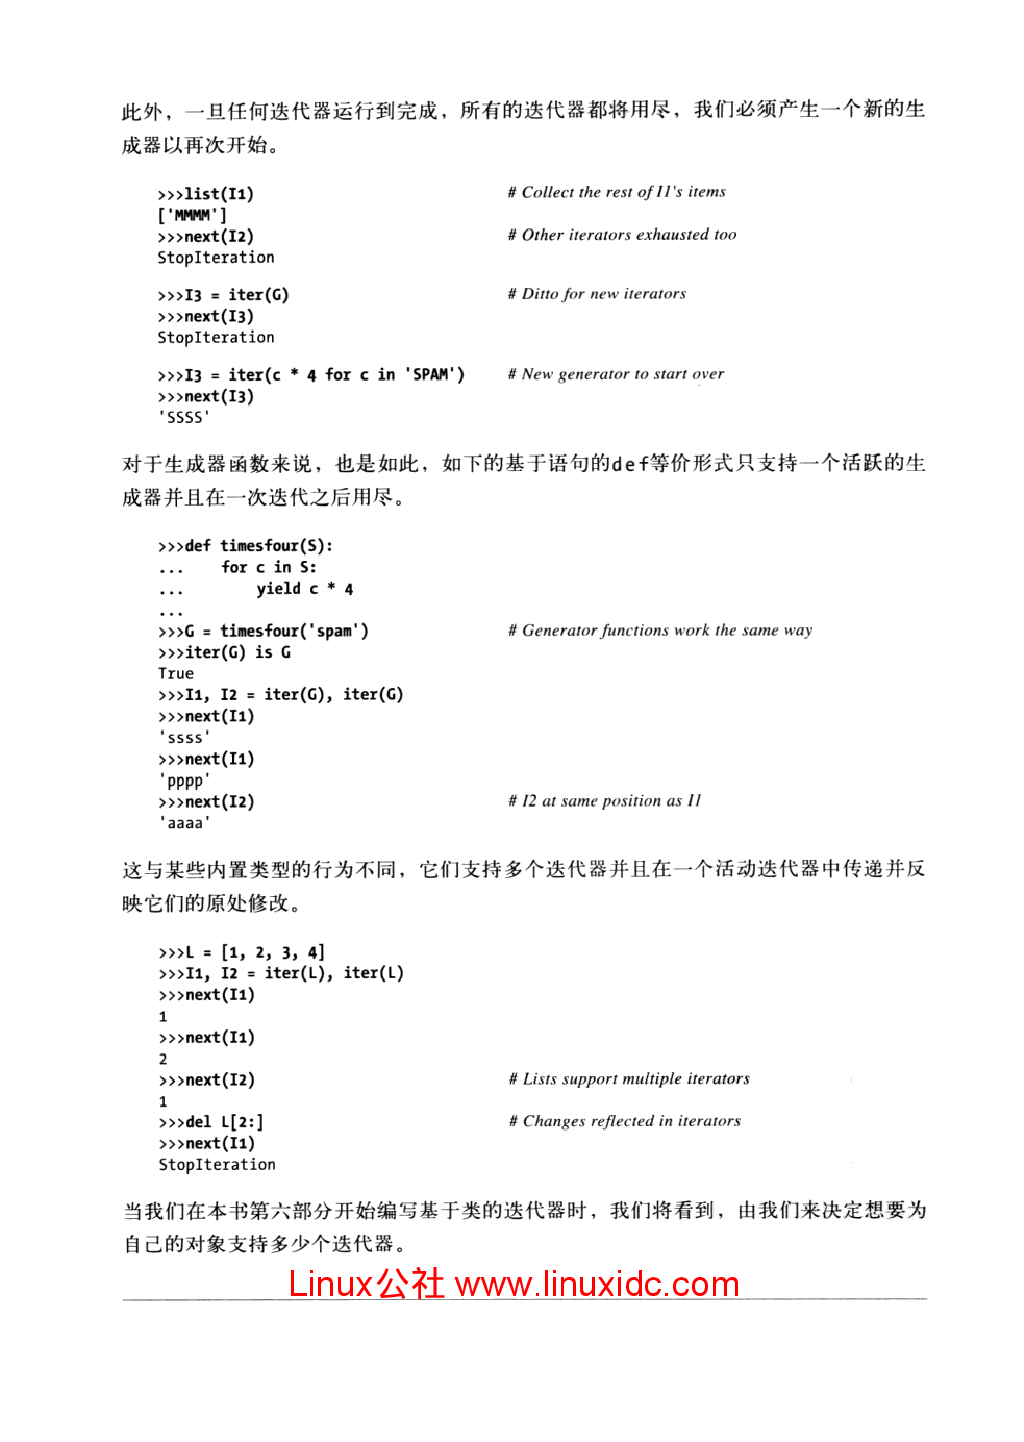 此外，一旦任何迭代器运行到完成，所有的迭代器都将用尽，我们必须产生一个新的生
成器以再次开始。
>>>list(I1) # Collect the rest of I1's items
['MMMM']
>>>next(I2) # Other iterators exhausted too
StopIteration
>>>I3 = iter(G) # Ditto for new iterators
>>>next(I3)
StopIteration
>>>I3 = iter(c * 4 for c in 'SPAM') # New generator to start over
>>>next(I3)
'SSSS'
对于生成器函数来说，也是如此，如下的基于语句的def等价形式只支持一个活跃的生
成器并且在一次迭代之后用尽。
>>>def timesfour(S):
...    for c in S:
...        yield c * 4
...
>>>G = timesfour('spam') # Generator functions work the same way
>>>iter(G) is G
True
>>>I1, I2 = iter(G), iter(G)
>>>next(I1)
'ssss'
>>>next(I1)
'pppp'
>>>next(I2) # I2 at same position as I1
'aaaa'
这与某些内置类型的行为不同，它们支持多个迭代器并且在一个活动迭代器中传递并反
映它们的原处修改。
>>>L = [1, 2, 3, 4]
>>>I1, I2 = iter(L), iter(L)
>>>next(I1)
1
>>>next(I1)
2
>>>next(I2) # Lists support multiple iterators
1
>>>del L[2:] # Changes reflected in iterators
>>>next(I1)
StopIteration
当我们在本书第六部分开始编写基于类的迭代器时，我们将看到，由我们来决定想要为
自己的对象支持多少个迭代器。
Linux公社 www.linuxidc.com